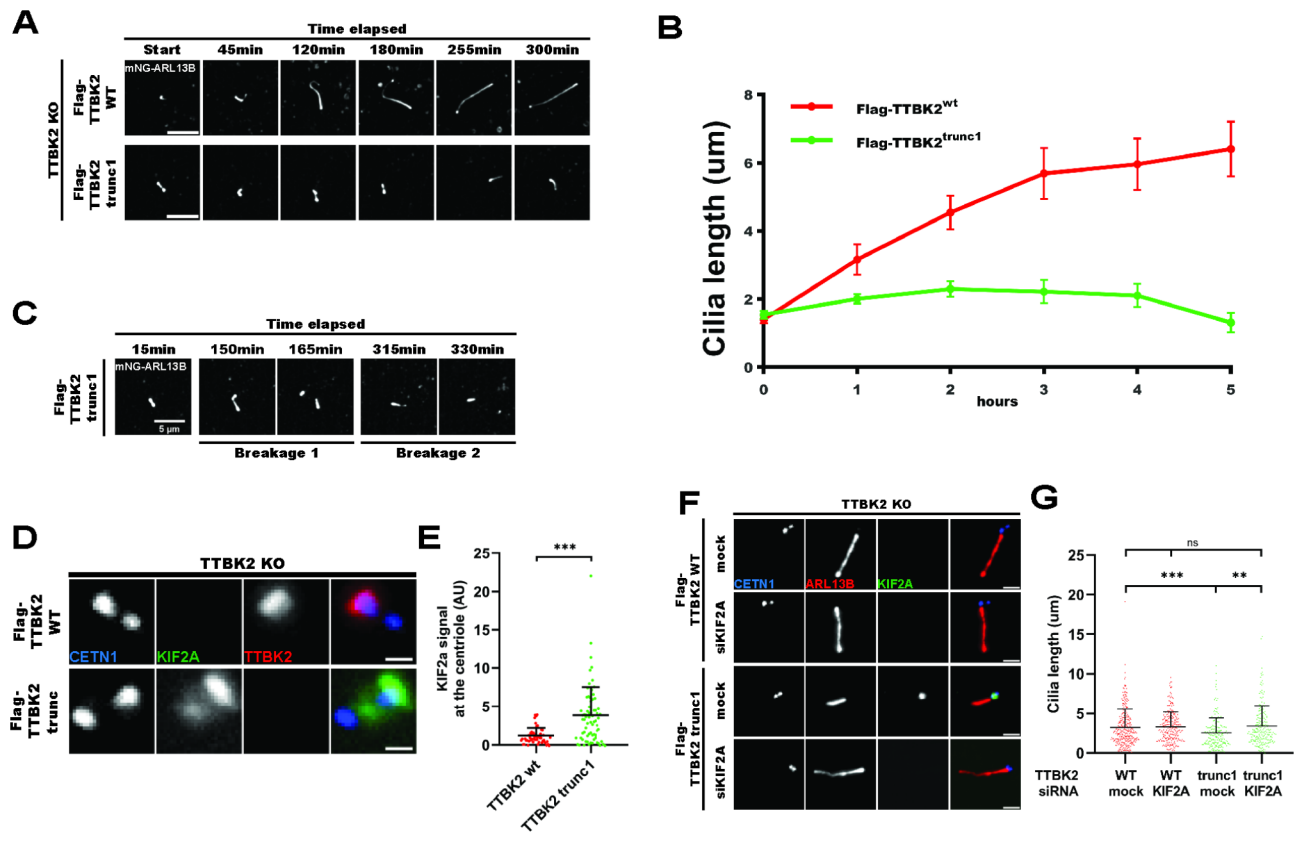 A
Time elapsed
Start 45min 120min 180min 255min 300min
TTBK2 KO
Flag-
TTBK2
WT
mNG-ARL13B
Flag-
TTBK2
trunc1
B
Cilia length (um)
8
6
4
2
0
Flag-TTBK2wt
Flag-TTBK2trunc1
0 1 2 3 4 5
hours
C
Time elapsed
15min 150min 165min 315min 330min
Flag-
TTBK2
trunc1
mNG-ARL13B
5 µm
Breakage 1 Breakage 2
D
TTBK2 KO
Flag-
TTBK2
WT
CETN1 KIF2A TTBK2
Flag-
TTBK2
trunc
E
KIF2a signal
at the centriole (AU)
25
20
15
10
5
0
***
TTBK2 wt
TTBK2 trunc1
F
TTBK2 KO
Flag-
TTBK2 WT
mock
CETN1 ARL13B KIF2A
siKIF2A
Flag-
TTBK2 trunc1
mock
siKIF2A
G
Cilia length (um)
25
20
15
10
5
0
ns
*** **
TTBK2 WT WT trunc1 trunc1
siRNA mock KIF2A mock KIF2A